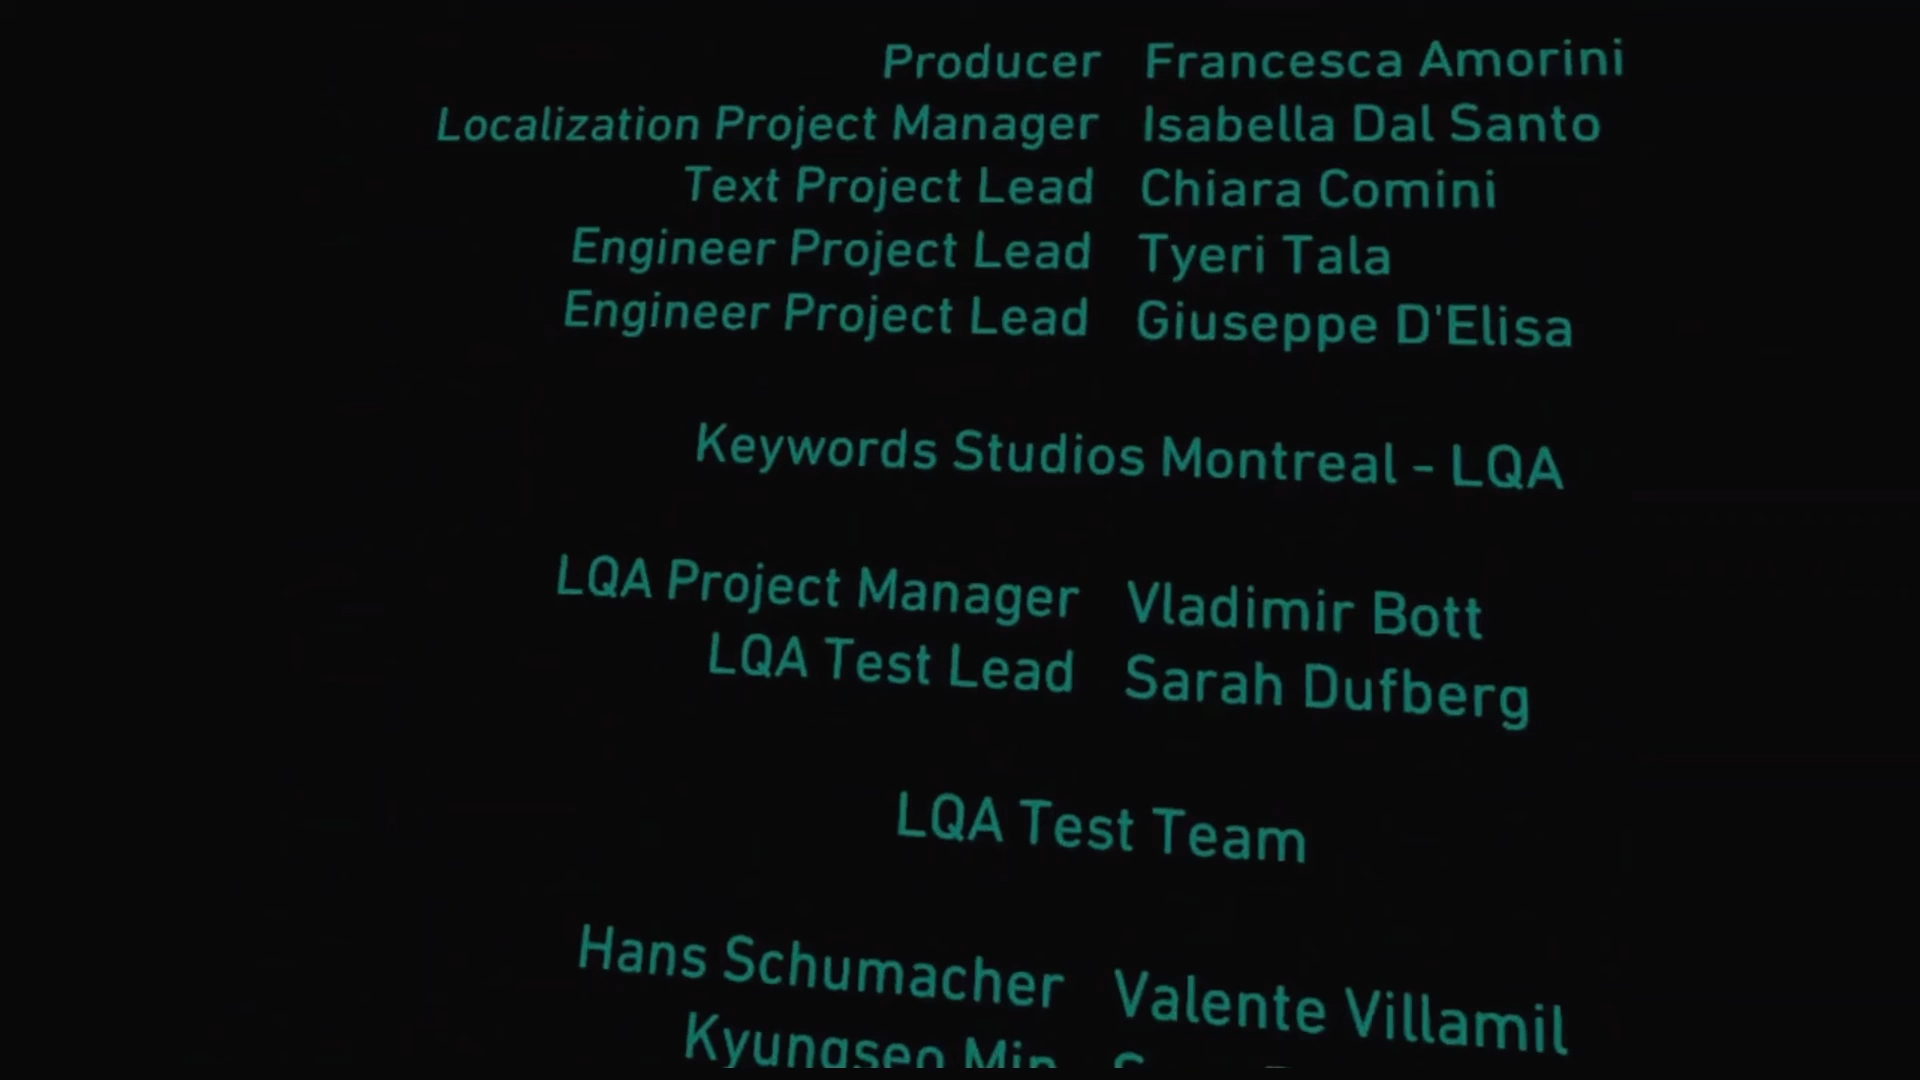 Producer Francesca Amorini
Localization Project Manager Isabella Dal Santo
Text Project Lead Chiara Comini
Engineer Project Lead Tyeri Tala
Engineer Project Lead Giuseppe D'Elisa
Keywords Studios Montreal - LQA
LQA Project Manager Vladimir Bott
LQA Test Lead Sarah Dufberg
LQA Test Team
Hans Schumacher Valente Villamil
Kyungseo Min